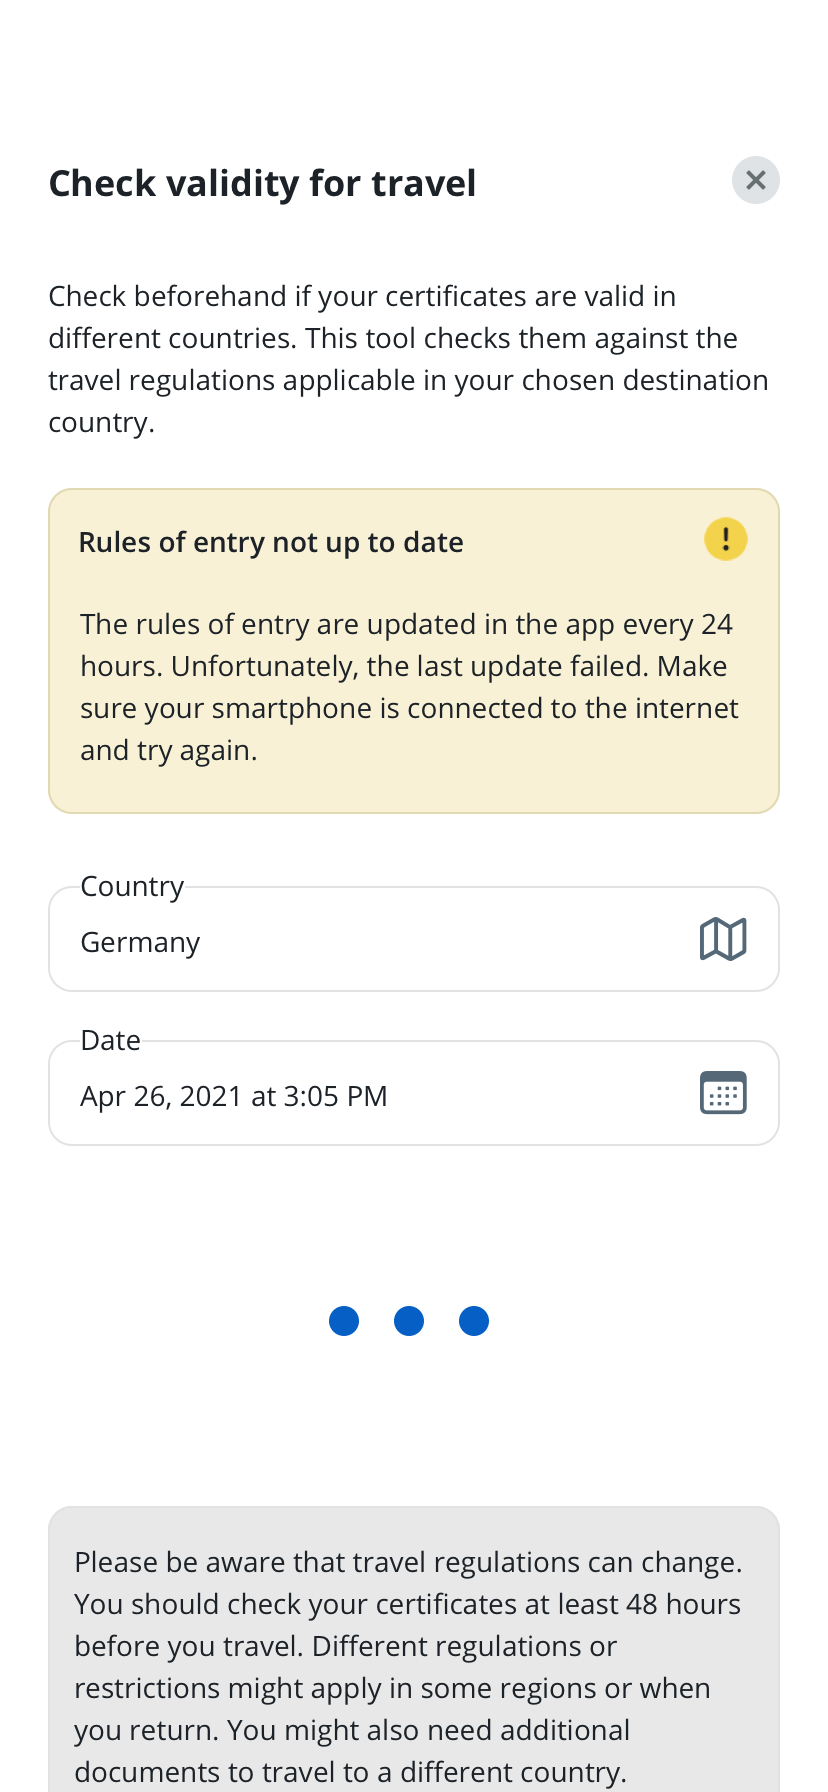 Check validity for travel
Check beforehand if your certificates are valid in
different countries. This tool checks them against the
travel regulations applicable in your chosen destination
country.
Rules of entry not up to date
The rules of entry are updated in the app every 24
hours. Unfortunately, the last update failed. Make
sure your smartphone is connected to the internet
and try again.
Country
Germany
Date
Apr 26, 2021 at 3:05 PM
Please be aware that travel regulations can change.
You should check your certificates at least 48 hours
before you travel. Different regulations or
restrictions might apply in some regions or when
you return. You might also need additional
documents to travel to a different country.